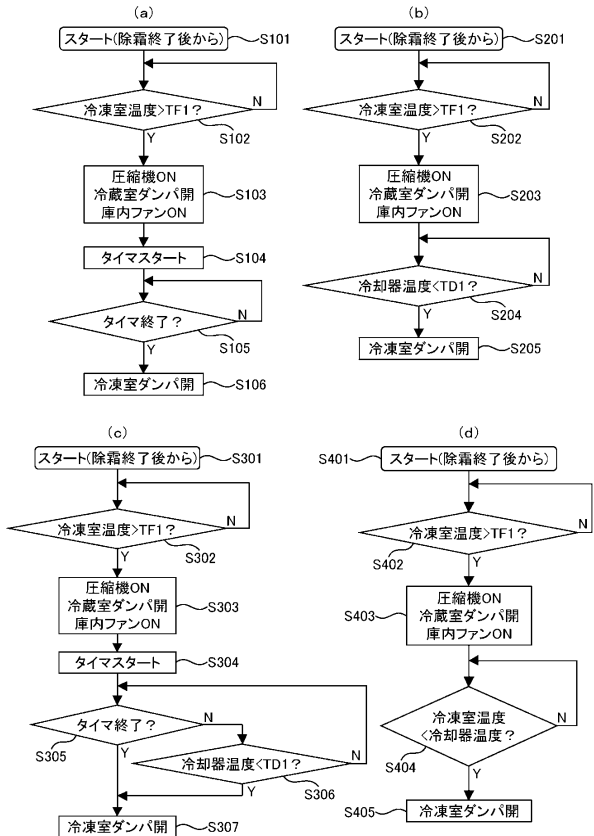 (a)
スタート(除霜終了後から)
S101
冷凍室温度>TF1?
N
Y
S102
圧縮機ON
冷蔵室ダンパ開
庫内ファンON
S103
タイマスタート
S104
タイマ終了?
N
Y
S105
冷凍室ダンパ開
S106
(b)
スタート(除霜終了後から)
S201
冷凍室温度>TF1?
N
Y
S202
圧縮機ON
冷蔵室ダンパ開
庫内ファンON
S203
冷却器温度<TD1?
N
Y
S204
冷凍室ダンパ開
S205
(c)
スタート(除霜終了後から)
S301
冷凍室温度>TF1?
N
Y
S302
圧縮機ON
冷蔵室ダンパ開
庫内ファンON
S303
タイマスタート
S304
タイマ終了?
N
S305
Y
冷却器温度<TD1?
N
Y
S306
冷凍室ダンパ開
S307
(d)
S401
スタート(除霜終了後から)
冷凍室温度>TF1?
N
S402
Y
S403
圧縮機ON
冷蔵室ダンパ開
庫内ファンON
冷凍室温度
<冷却器温度?
N
S404
Y
S405
冷凍室ダンパ開